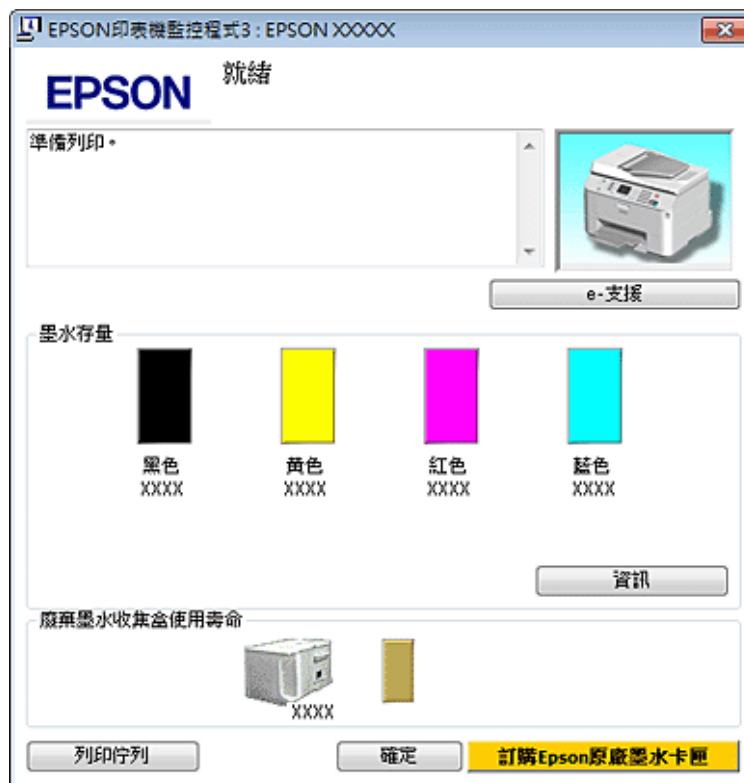 EPSON印表機監控程式3 : EPSON XXXXX
EPSON
就緒
準備列印。
e-支援
墨水存量
黑色 黃色 紅色 藍色
XXXX XXXX XXXX XXXX
資訊
廢棄墨水收集盒使用壽命
XXXX
列印佇列 確定 訂購Epson原廠墨水卡匣